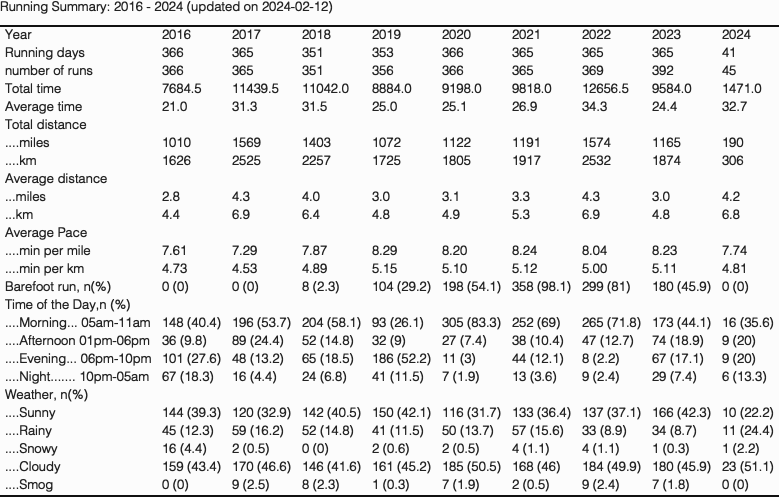 Running Summary: 2016 - 2024 (updated on 2024-02-12)
Year 2016 2017 2018 2019 2020 2021 2022 2023 2024
Running days 366 365 351 353 366 365 365 365 41
number of runs 366 365 351 356 366 365 369 392 45
Total time 7684.5 11439.5 11042.0 8884.0 9198.0 9818.0 12656.5 9584.0 1471.0
Average time 21.0 31.3 31.5 25.0 25.1 26.9 34.3 24.4 32.7
Total distance
....miles 1010 1569 1403 1072 1122 1191 1574 1165 190
....km 1626 2525 2257 1725 1805 1917 2532 1874 306
Average distance
...miles 2.8 4.3 4.0 3.0 3.1 3.3 4.3 3.0 4.2
...km 4.4 6.9 6.4 4.8 4.9 5.3 6.9 4.8 6.8
Average Pace
....min per mile 7.61 7.29 7.87 8.29 8.20 8.24 8.04 8.23 7.74
....min per km 4.73 4.53 4.89 5.15 5.10 5.12 5.00 5.11 4.81
Barefoot run, n(%) 0 (0) 0 (0) 8 (2.3) 104 (29.2) 198 (54.1) 358 (98.1) 299 (81) 180 (45.9) 0 (0)
Time of the Day,n (%)
....Morning... 05am-11am 148 (40.4) 196 (53.7) 204 (58.1) 93 (26.1) 305 (83.3) 252 (69) 265 (71.8) 173 (44.1) 16 (35.6)
....Afternoon 01pm-06pm 36 (9.8) 89 (24.4) 52 (14.8) 32 (9) 27 (7.4) 38 (10.4) 47 (12.7) 74 (18.9) 9 (20)
....Evening... 06pm-10pm 101 (27.6) 48 (13.2) 65 (18.5) 186 (52.2) 11 (3) 44 (12.1) 8 (2.2) 67 (17.1) 9 (20)
....Night....... 10pm-05am 67 (18.3) 16 (4.4) 24 (6.8) 41 (11.5) 7 (1.9) 13 (3.6) 9 (2.4) 29 (7.4) 6 (13.3)
Weather, n(%)
....Sunny 144 (39.3) 120 (32.9) 142 (40.5) 150 (42.1) 116 (31.7) 133 (36.4) 137 (37.1) 166 (42.3) 10 (22.2)
....Rainy 45 (12.3) 59 (16.2) 52 (14.8) 41 (11.5) 50 (13.7) 57 (15.6) 33 (8.9) 34 (8.7) 11 (24.4)
....Snowy 16 (4.4) 2 (0.5) 0 (0) 2 (0.6) 2 (0.5) 4 (1.1) 4 (1.1) 1 (0.3) 1 (2.2)
....Cloudy 159 (43.4) 170 (46.6) 146 (41.6) 161 (45.2) 185 (50.5) 168 (46) 184 (49.9) 180 (45.9) 23 (51.1)
....Smog 0 (0) 9 (2.5) 8 (2.3) 1 (0.3) 7 (1.9) 2 (0.5) 9 (2.4) 7 (1.8) 0 (0)